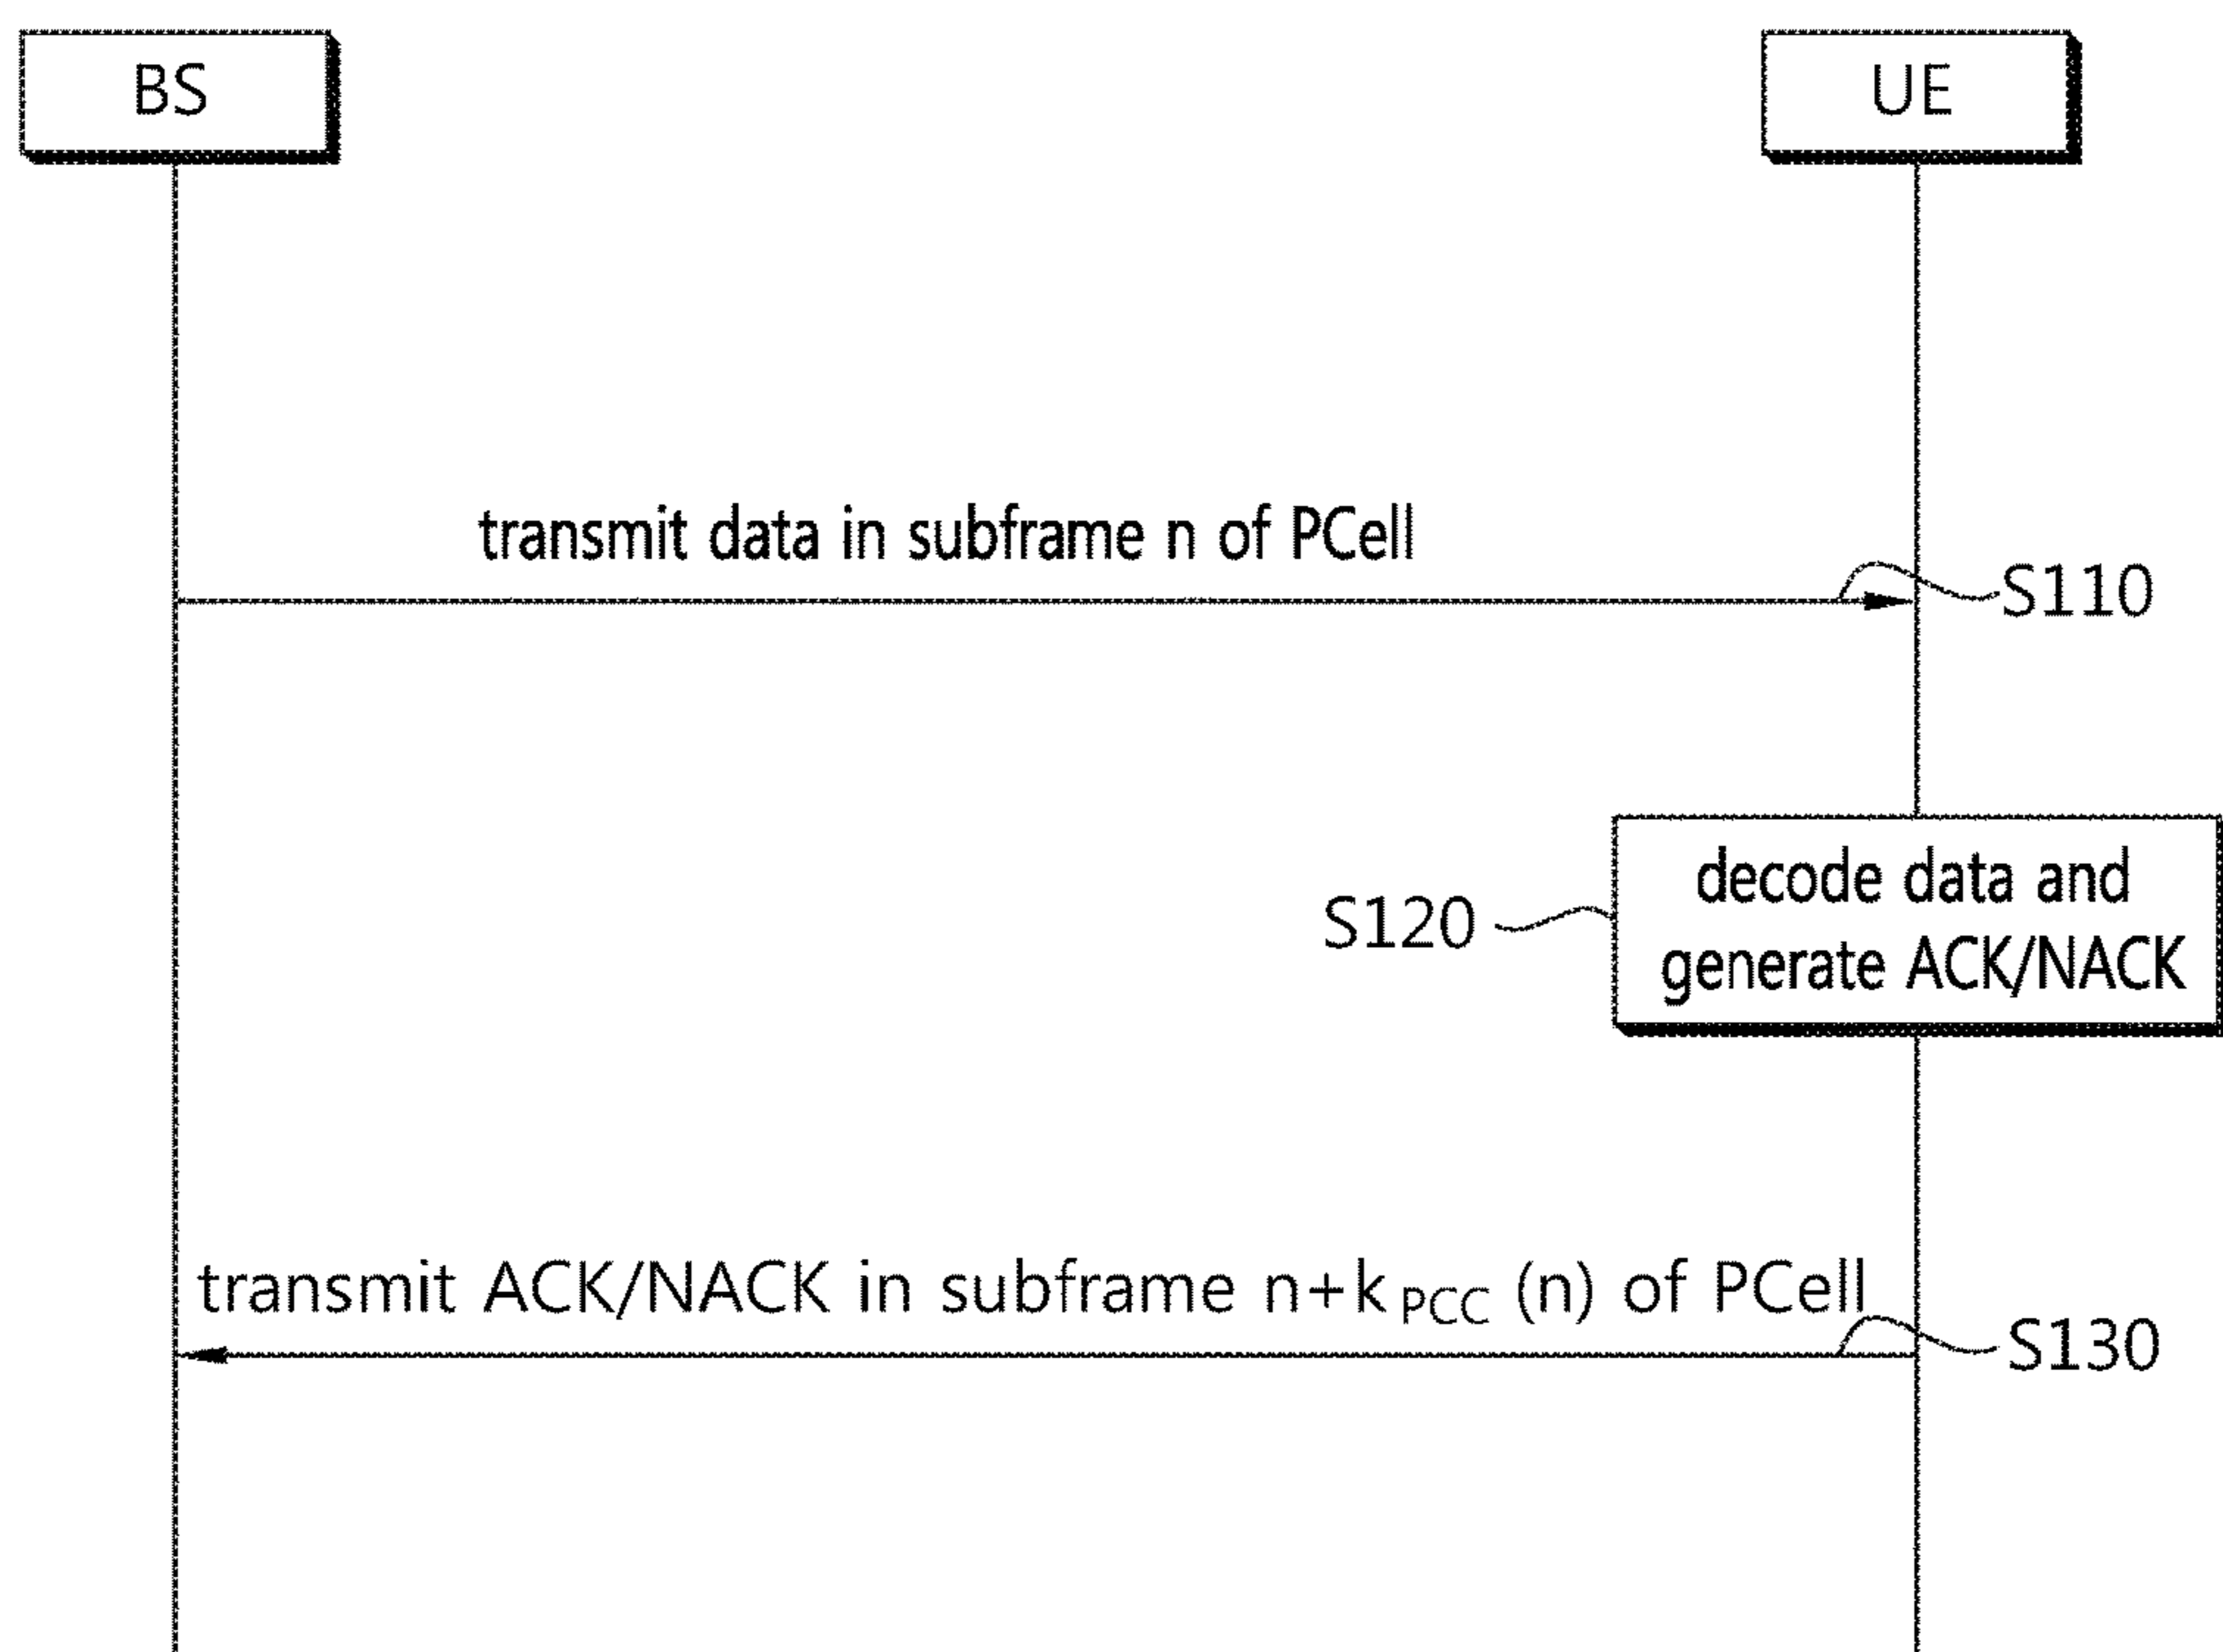 BS
UE
transmit data in subframe n of PCell
S110
decode data and
generate ACK/NACK
S120
transmit ACK/NACK in subframe n+k PCC (n) of PCell
S130